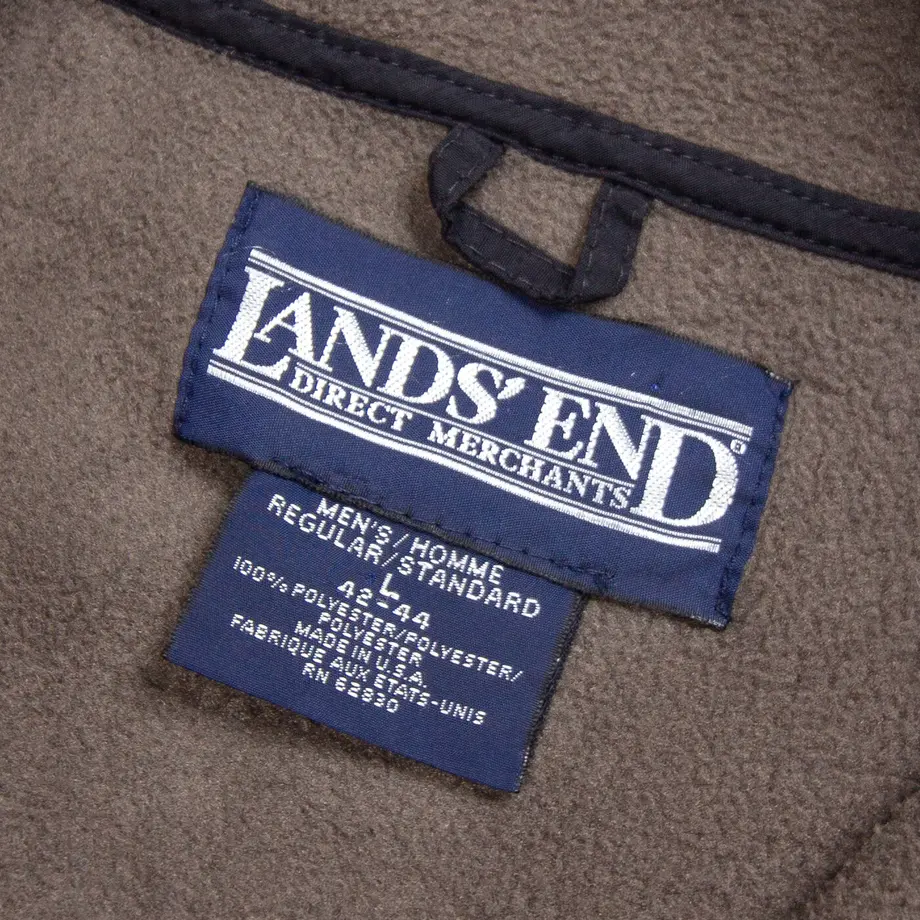 LANDS' END®
DIRECT MERCHANTS
MEN'S/HOMME
REGULAR/STANDARD
L
42-44
100% POLYESTER/POLYESTER/
POLYESTER
MADE IN U.S.A.
FABRIQUE AUX ETATS-UNIS
RN 62830